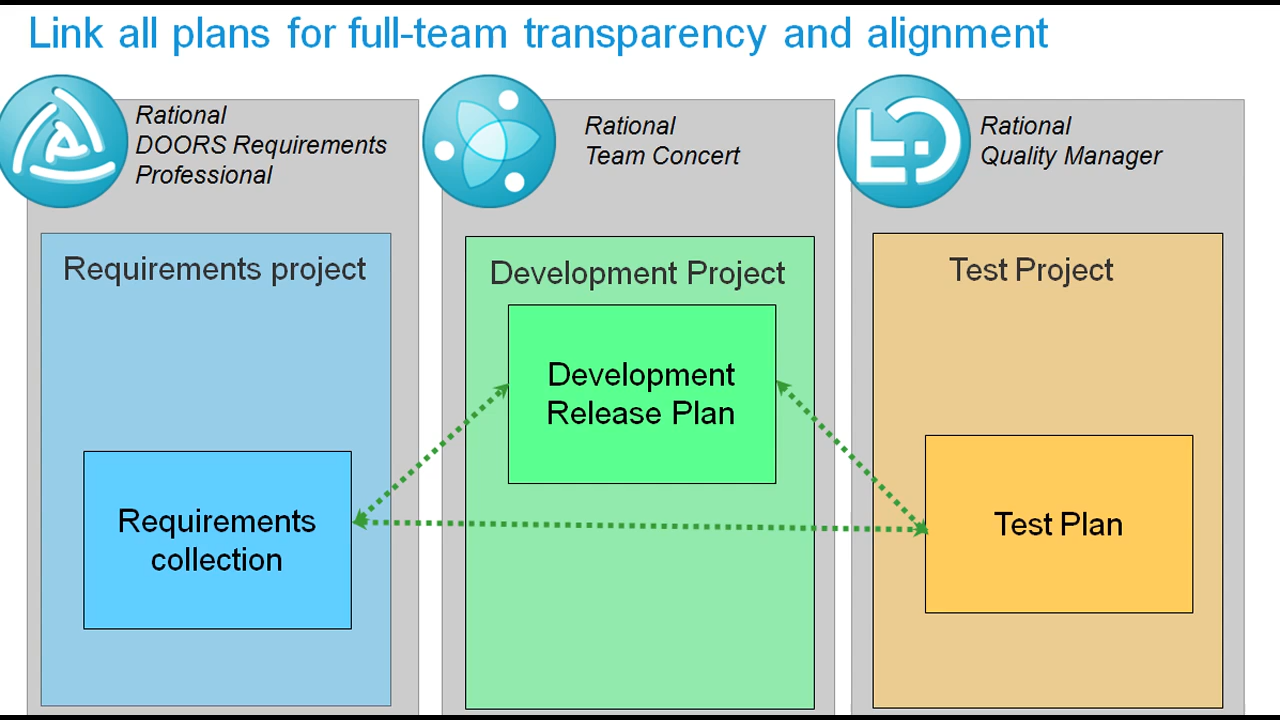 Link all plans for full-team transparency and alignment
Rational
DOORS Requirements
Professional
Rational
Team Concert
Rational
Quality Manager
Requirements project
Development Project
Test Project
Development
Release Plan
Requirements
collection
Test Plan